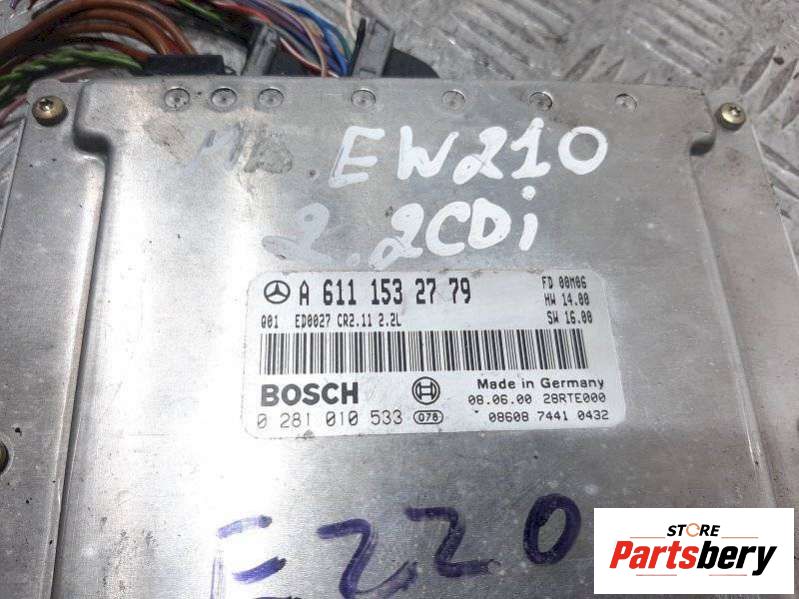 MB EW210
2.2CDi
A 611 153 27 79
FD 00M06
HW 14.00
SW 16.00
Q01 ED0027 CR2.11 2.2L
BOSCH
Made in Germany
08.06.00 28RTE000
0 281 010 533 078
08608 7441 0432
E220
STORE
Partsbery